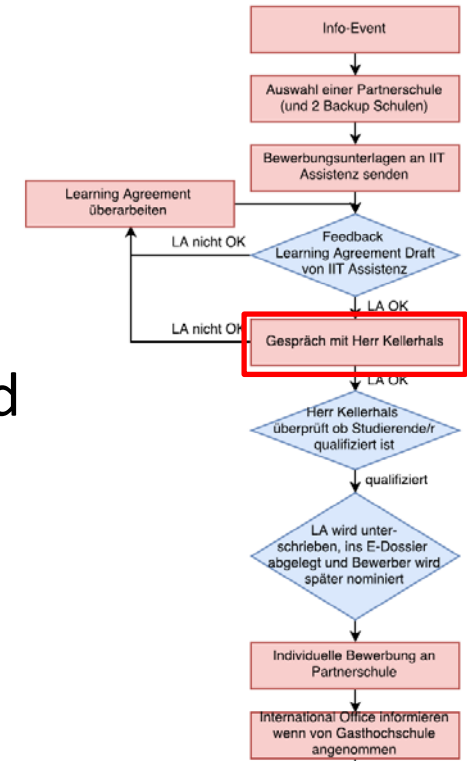 Info-Event
Auswahl einer Partnerschule
(und 2 Backup Schulen)
Bewerbungsunterlagen an IIT
Assistenz senden
Learning Agreement
überarbeiten
LA nicht OK
Feedback
Learning Agreement Draft
von IIT Assistenz
LA OK
LA nicht OK
Gespräch mit Herr Kellerhals
LA OK
d
Herr Kellerhals
überprüft ob Studierende/r
qualifiziert ist
qualifiziert
LA wird unter-
schrieben, ins E-Dossier
abgelegt und Bewerber wird
später nominiert
Individuelle Bewerbung an
Partnerschule
International Office informieren
wenn von Gasthochschule
angenommen